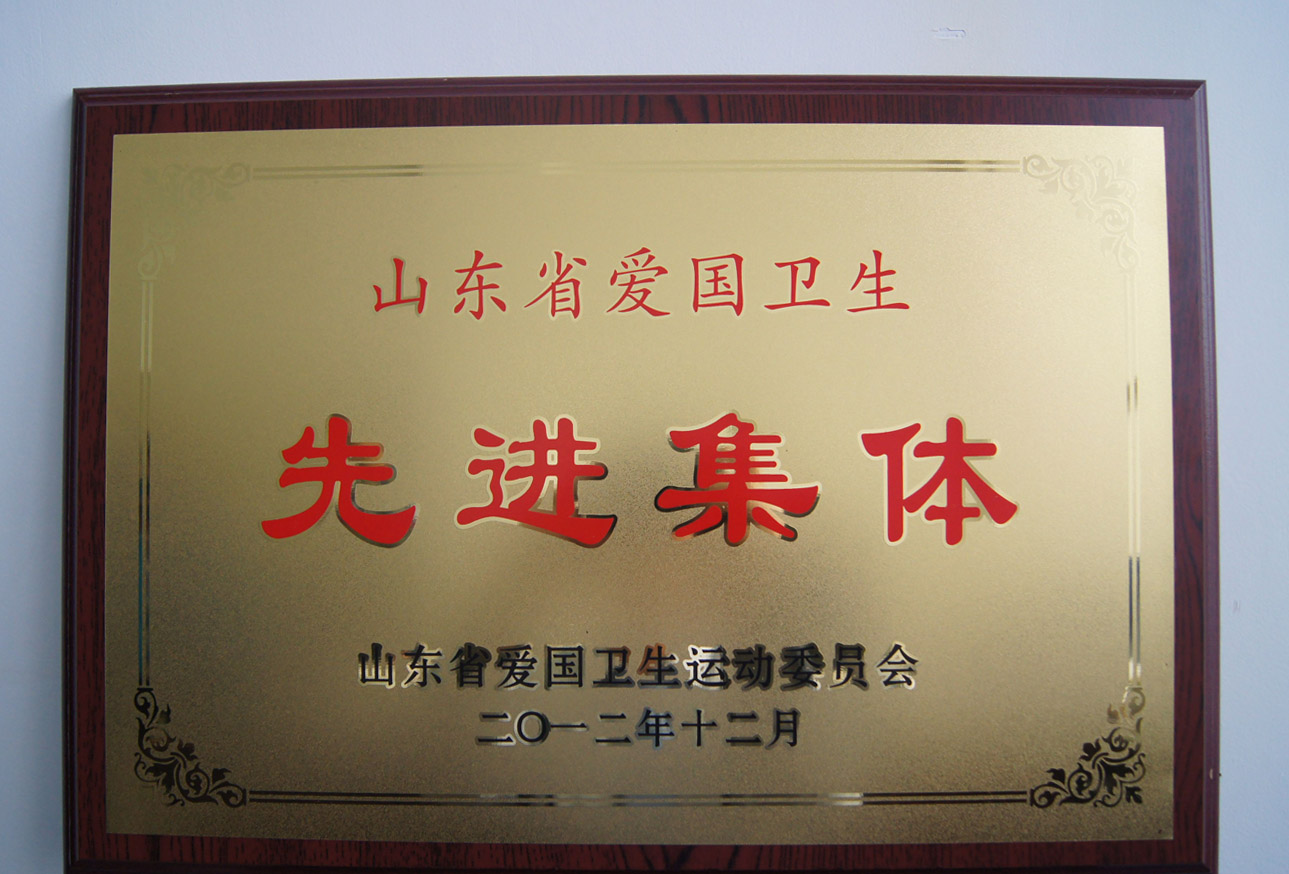 山东省爱国卫生
先进集体
山东省爱国卫生运动委员会
二〇一二年十二月